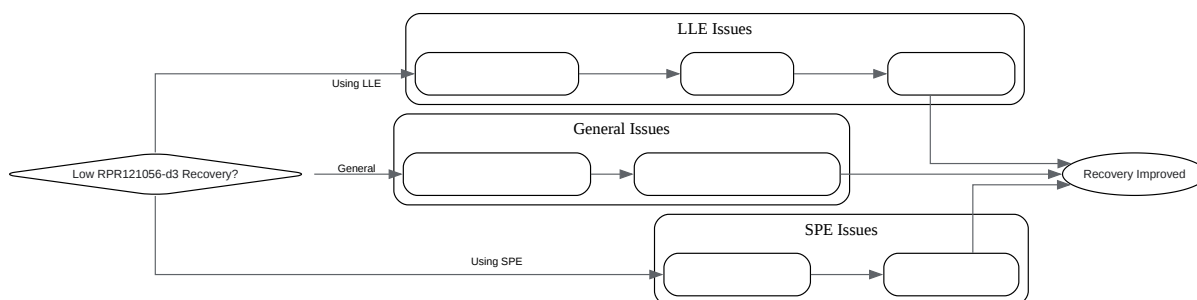 LLE Issues
Using LLE
General Issues
Low RPR121056-d3 Recovery?
General
Recovery Improved
SPE Issues
Using SPE